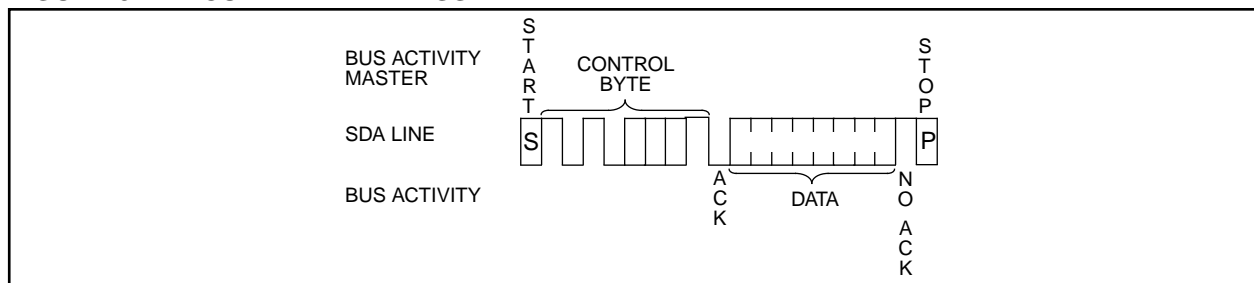 START
BUS ACTIVITY
MASTER
CONTROL
BYTE
STOP
SDA LINE
S
P
BUS ACTIVITY
ACK
DATA
NO ACK